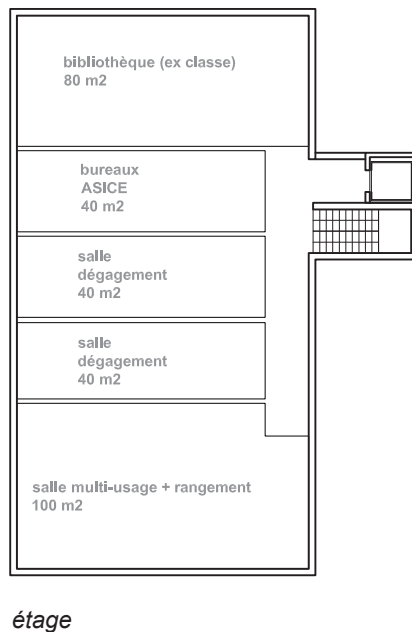 bibliothèque (ex classe)
80 m2
bureaux
ASICE
40 m2
salle
dégagement
40 m2
salle
dégagement
40 m2
salle multi-usage + rangement
100 m2
étage